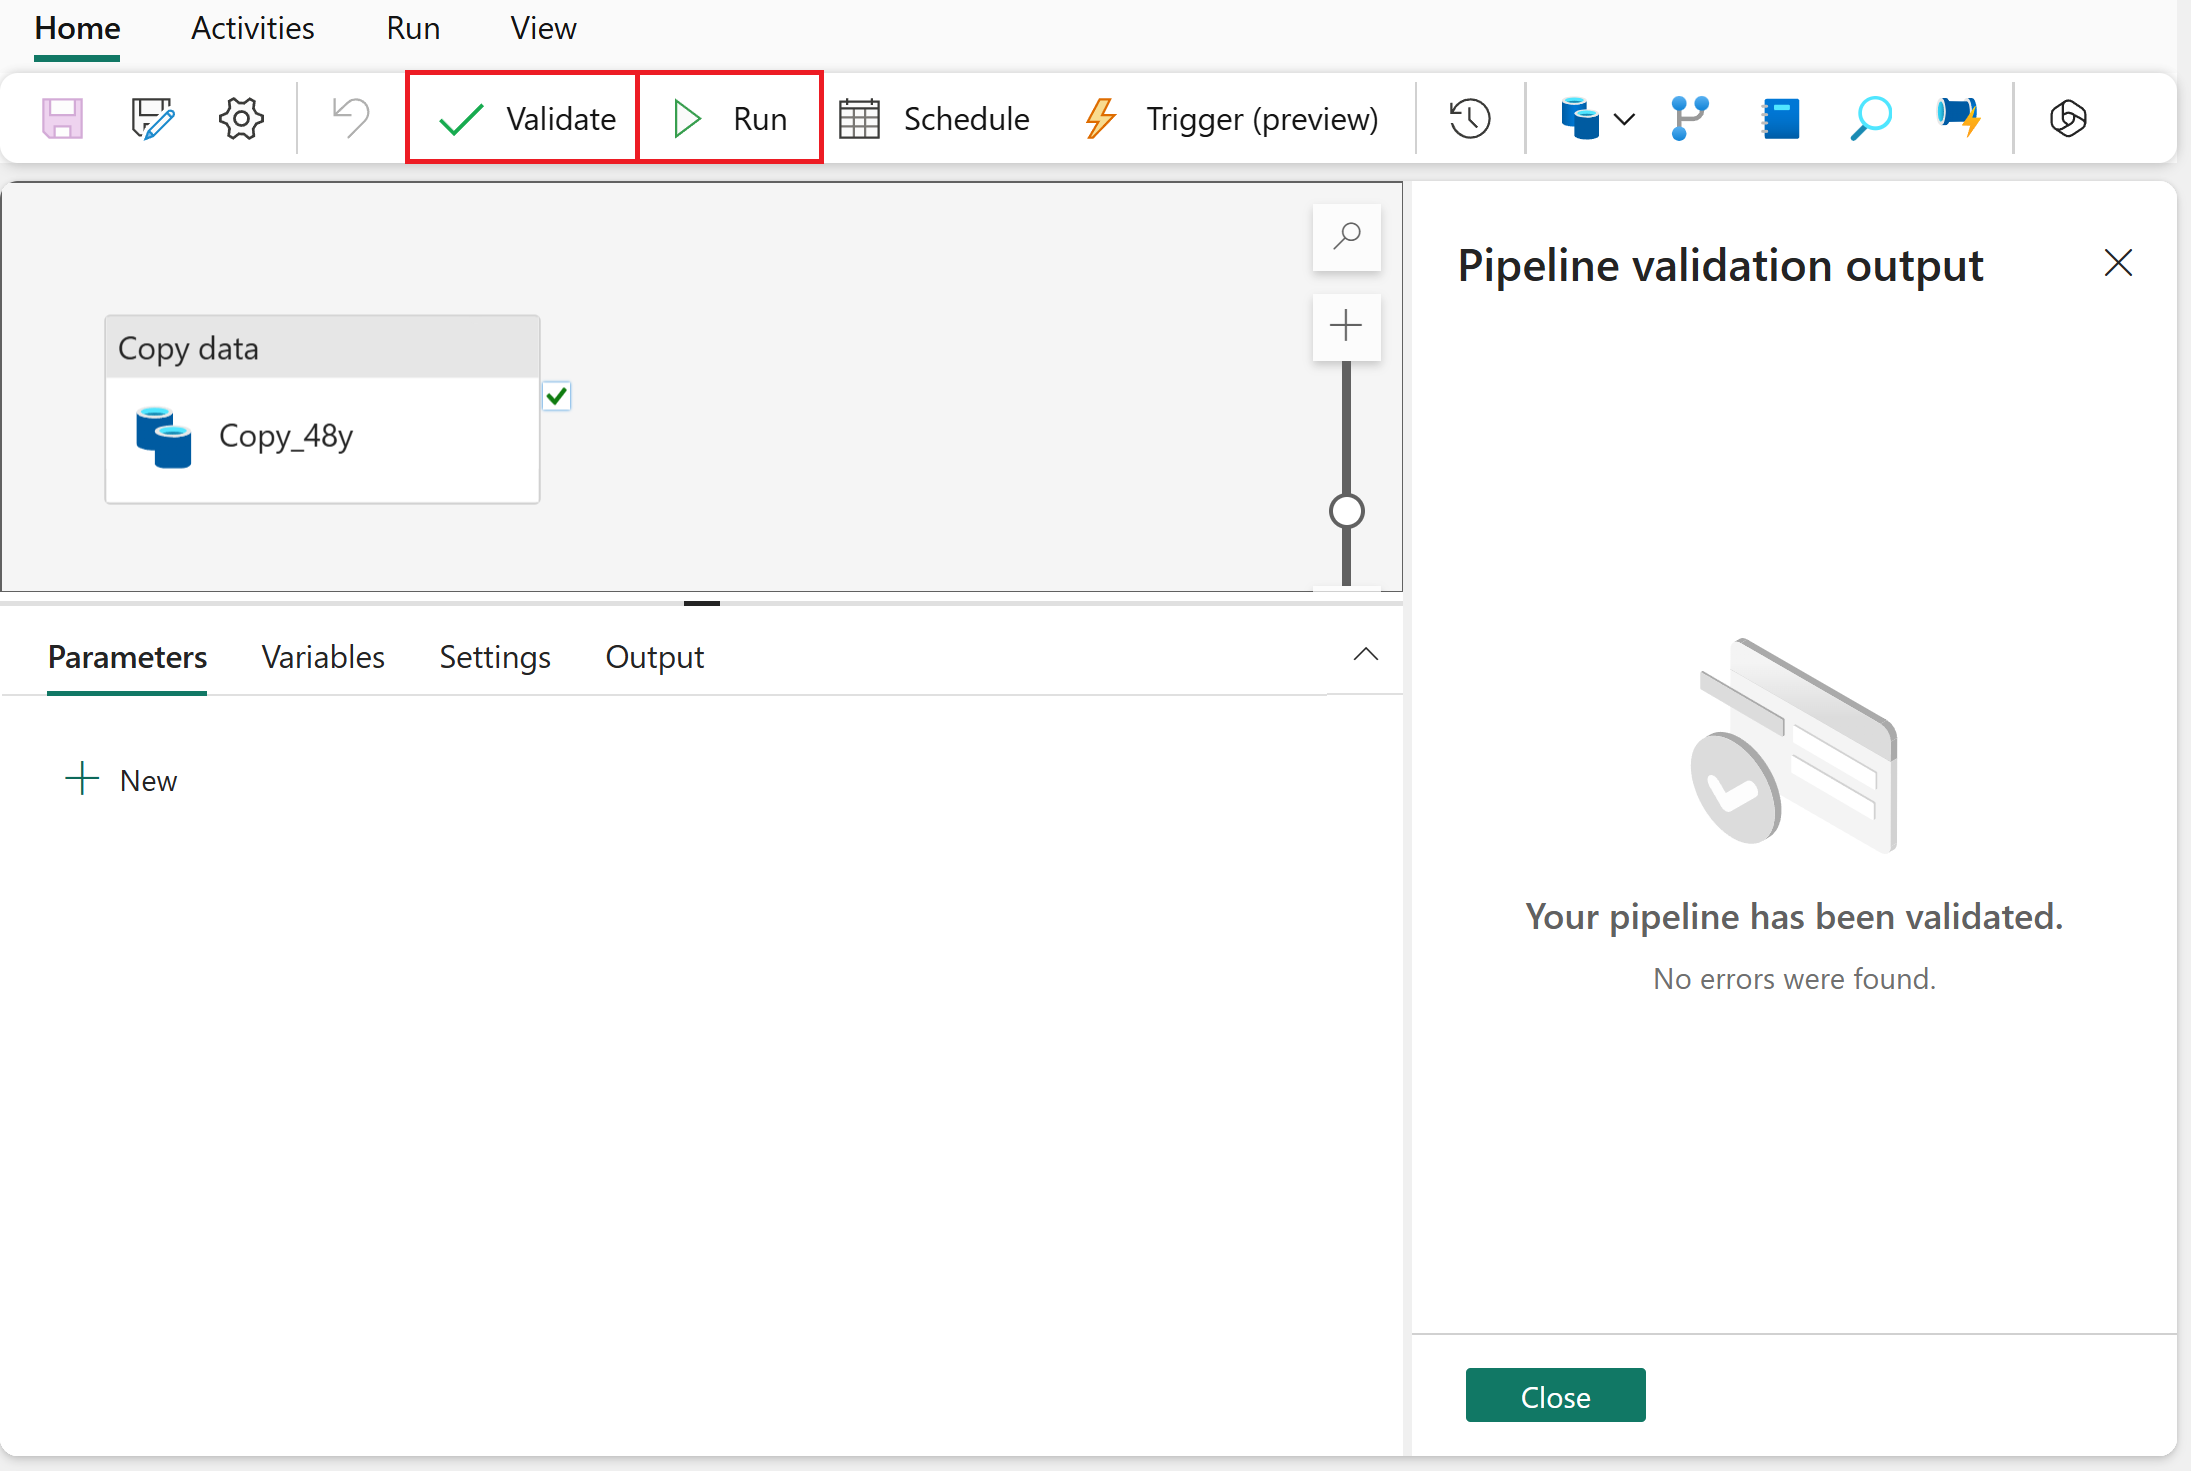 Home Activities Run View
Validate Run Schedule Trigger (preview)
Copy data
Copy_48y
Parameters Variables Settings Output
New
Pipeline validation output
Your pipeline has been validated.
No errors were found.
Close